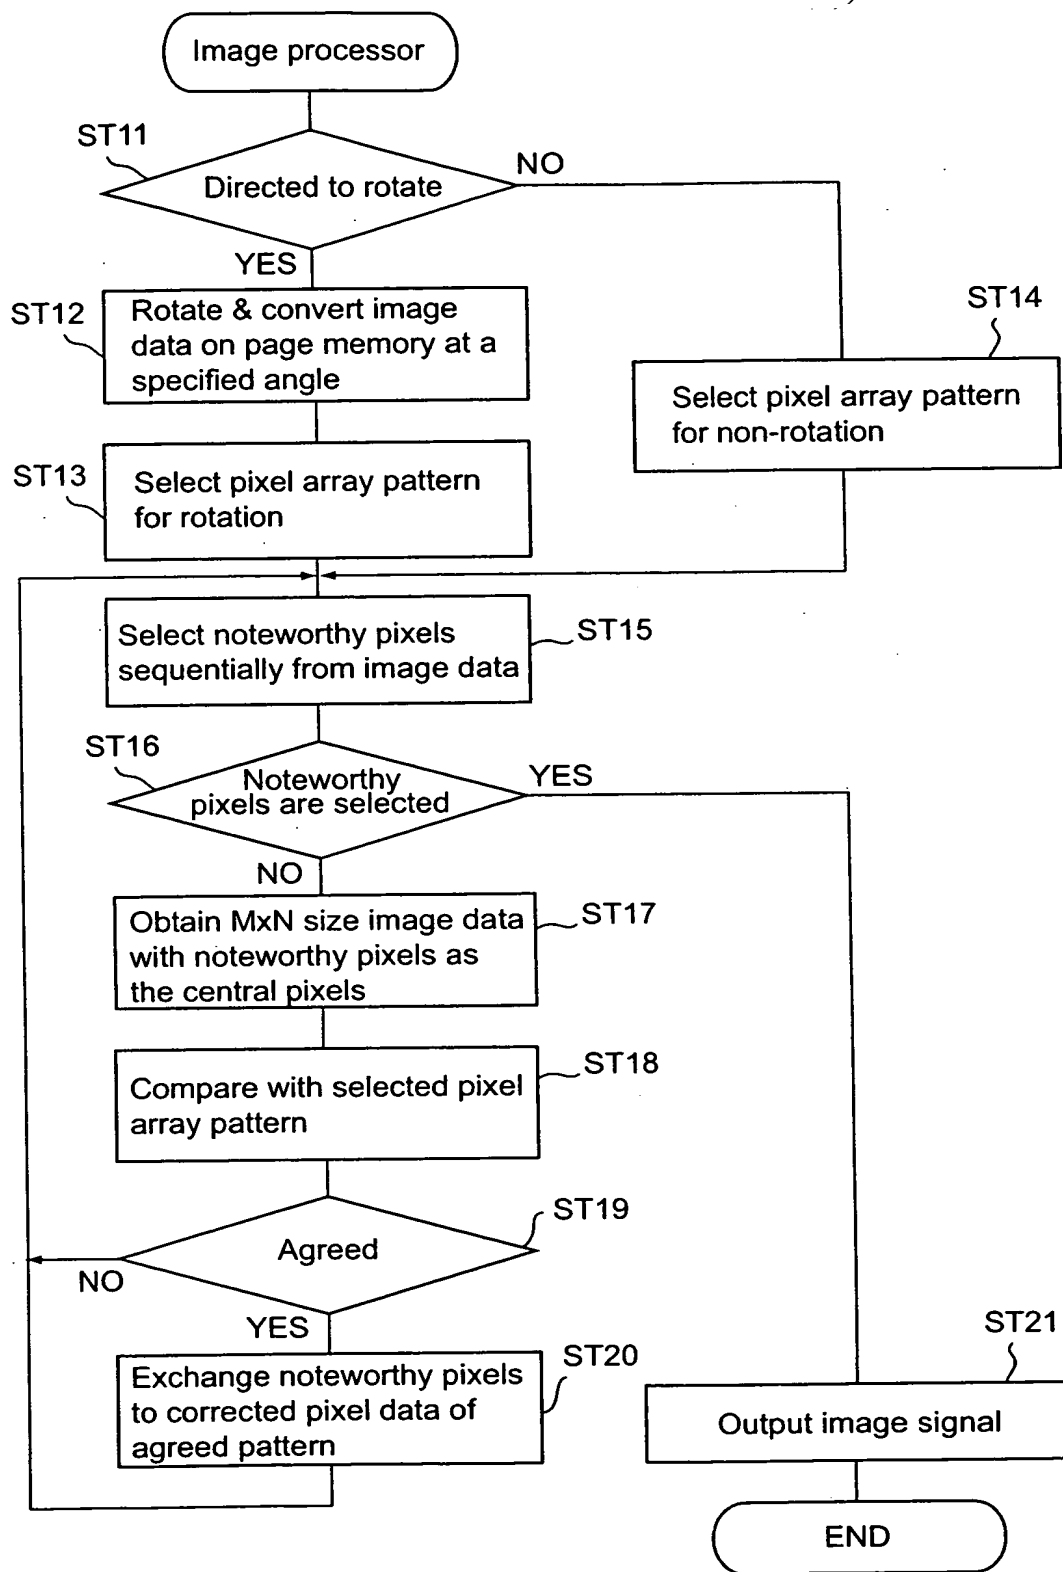 Image processor
ST11
Directed to rotate
NO
YES
ST12
Rotate & convert image
data on page memory at a
specified angle
ST14
Select pixel array pattern
for non-rotation
ST13
Select pixel array pattern
for rotation
Select noteworthy pixels
sequentially from image data
ST15
ST16
Noteworthy
pixels are selected
YES
NO
Obtain MxN size image data
with noteworthy pixels as
the central pixels
ST17
Compare with selected pixel
array pattern
ST18
Agreed
ST19
NO
YES
Exchange noteworthy pixels
to corrected pixel data of
agreed pattern
ST20
ST21
Output image signal
END